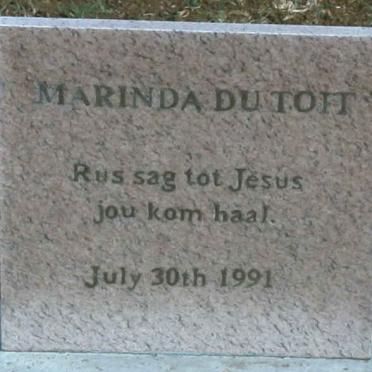 MARINDA DU TOIT
Rus sag tot Jesus
jou kom haal.
July 30th 1991